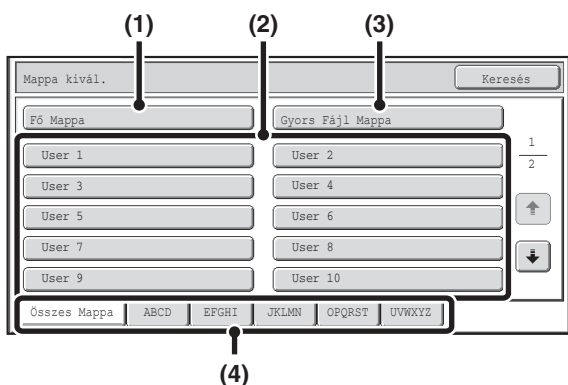 (1) (2) (3)
Mappa kivál. Keresés
Fő Mappa Gyors Fájl Mappa
User 1 User 2
1
2
User 3 User 4
User 5 User 6
User 7 User 8
User 9 User 10
Összes Mappa ABCD EFGHI JKLMN OPQRST UVWXYZ
(4)